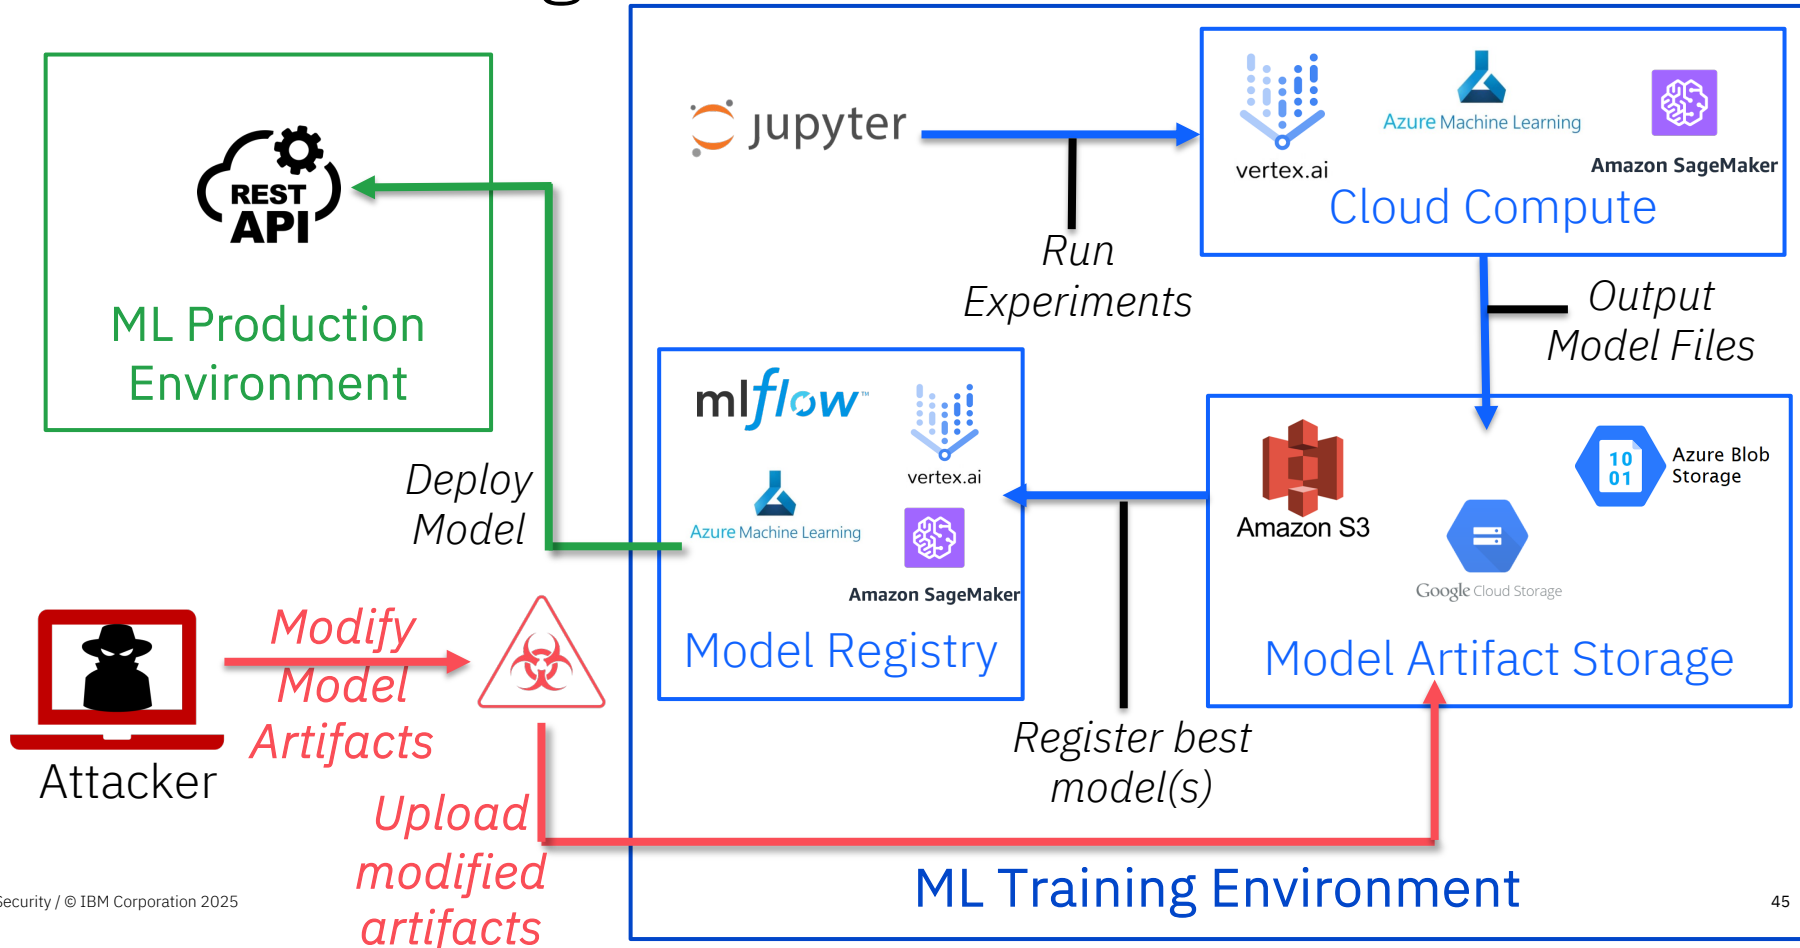 REST
API
ML Production
Environment
jupyter
Run
Experiments
vertex.ai
Azure Machine Learning
Amazon SageMaker
Cloud Compute
Output
Model Files
mlflow™
vertex.ai
Azure Machine Learning
Amazon SageMaker
Model Registry
Deploy
Model
Amazon S3
10
01
Azure Blob
Storage
Google Cloud Storage
Model Artifact Storage
Register best
model(s)
Attacker
Modify
Model
Artifacts
Upload
modified
artifacts
ML Training Environment
Security / © IBM Corporation 2025
45